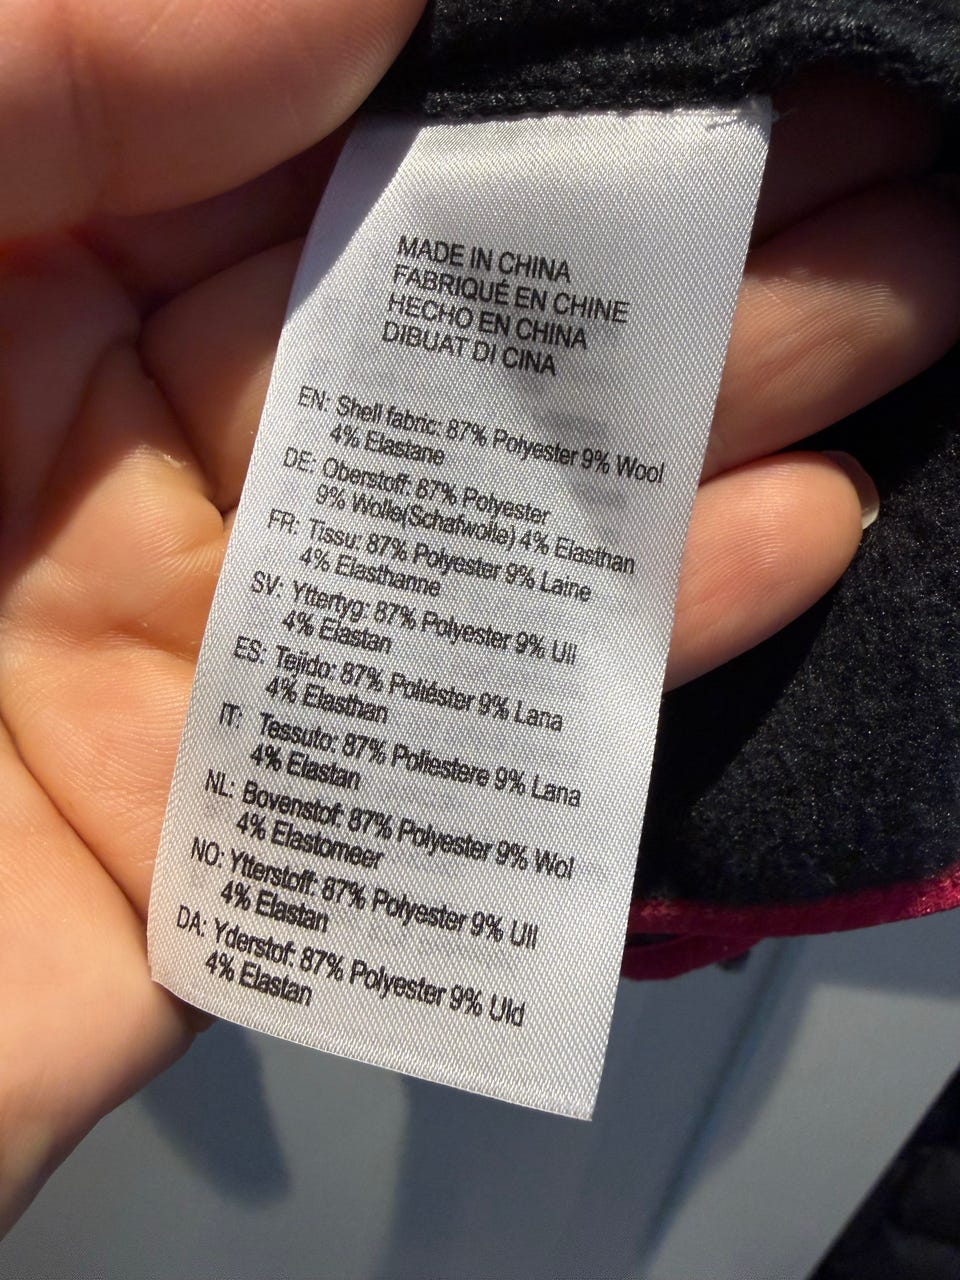 MADE IN CHINA
FABRIQUÉ EN CHINE
HECHO EN CHINA
DIBUAT DI CINA
EN: Shell fabric: 87% Polyester 9% Wool
4% Elastane
DE: Oberstoff: 87% Polyester
9% Wolle(Schafwolle) 4% Elasthan
FR: Tissu: 87% Polyester 9% Laine
4% Elasthanne
SV: Yttertyg: 87% Polyester 9% Ull
4% Elastan
ES: Tejido: 87% Poliéster 9% Lana
4% Elasthan
IT: Tessuto: 87% Poliestere 9% Lana
4% Elastan
NL: Bovenstof: 87% Polyester 9% Wol
4% Elastomeer
NO: Ytterstoff: 87% Polyester 9% Ull
4% Elastan
DA: Yderstof: 87% Polyester 9% Uld
4% Elastan